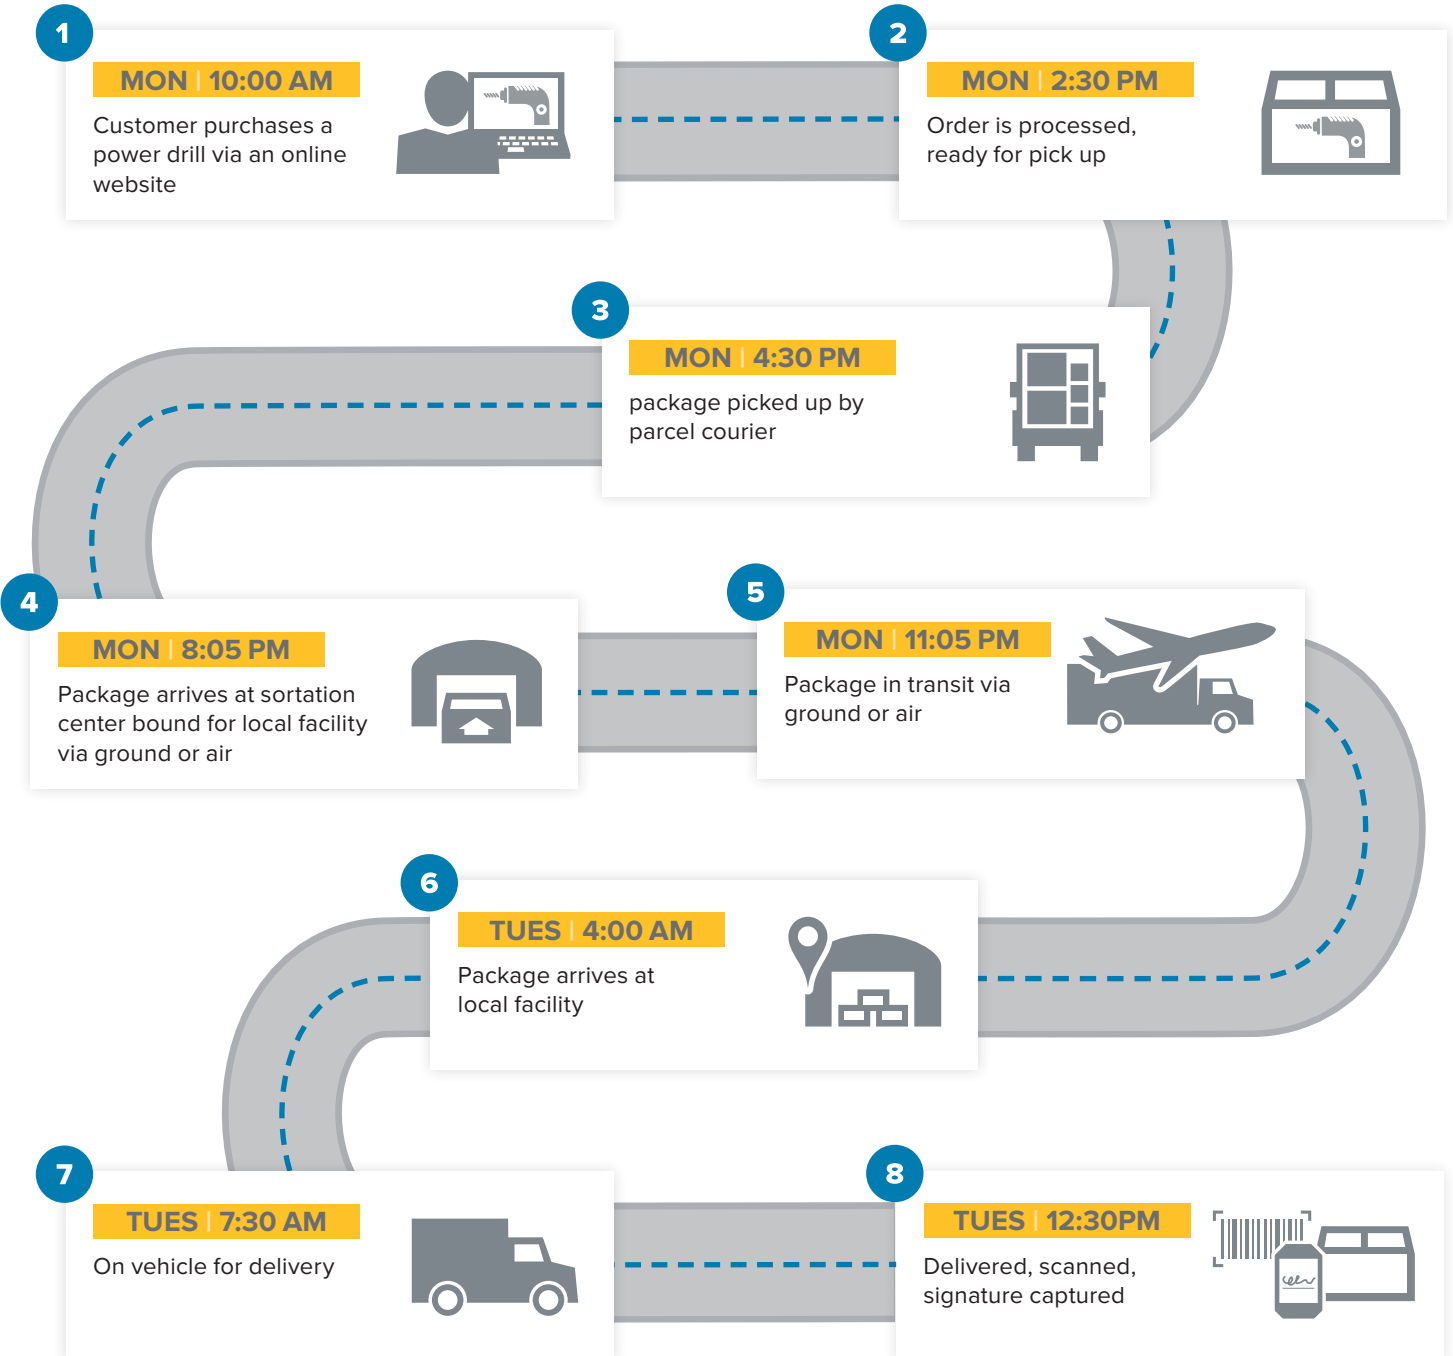 1
MON | 10:00 AM
Customer purchases a
power drill via an online
website
2
MON | 2:30 PM
Order is processed,
ready for pick up
3
MON | 4:30 PM
package picked up by
parcel courier
4
MON | 8:05 PM
Package arrives at sortation
center bound for local facility
via ground or air
5
MON | 11:05 PM
Package in transit via
ground or air
6
TUES | 4:00 AM
Package arrives at
local facility
7
TUES | 7:30 AM
On vehicle for delivery
8
TUES | 12:30PM
Delivered, scanned,
signature captured